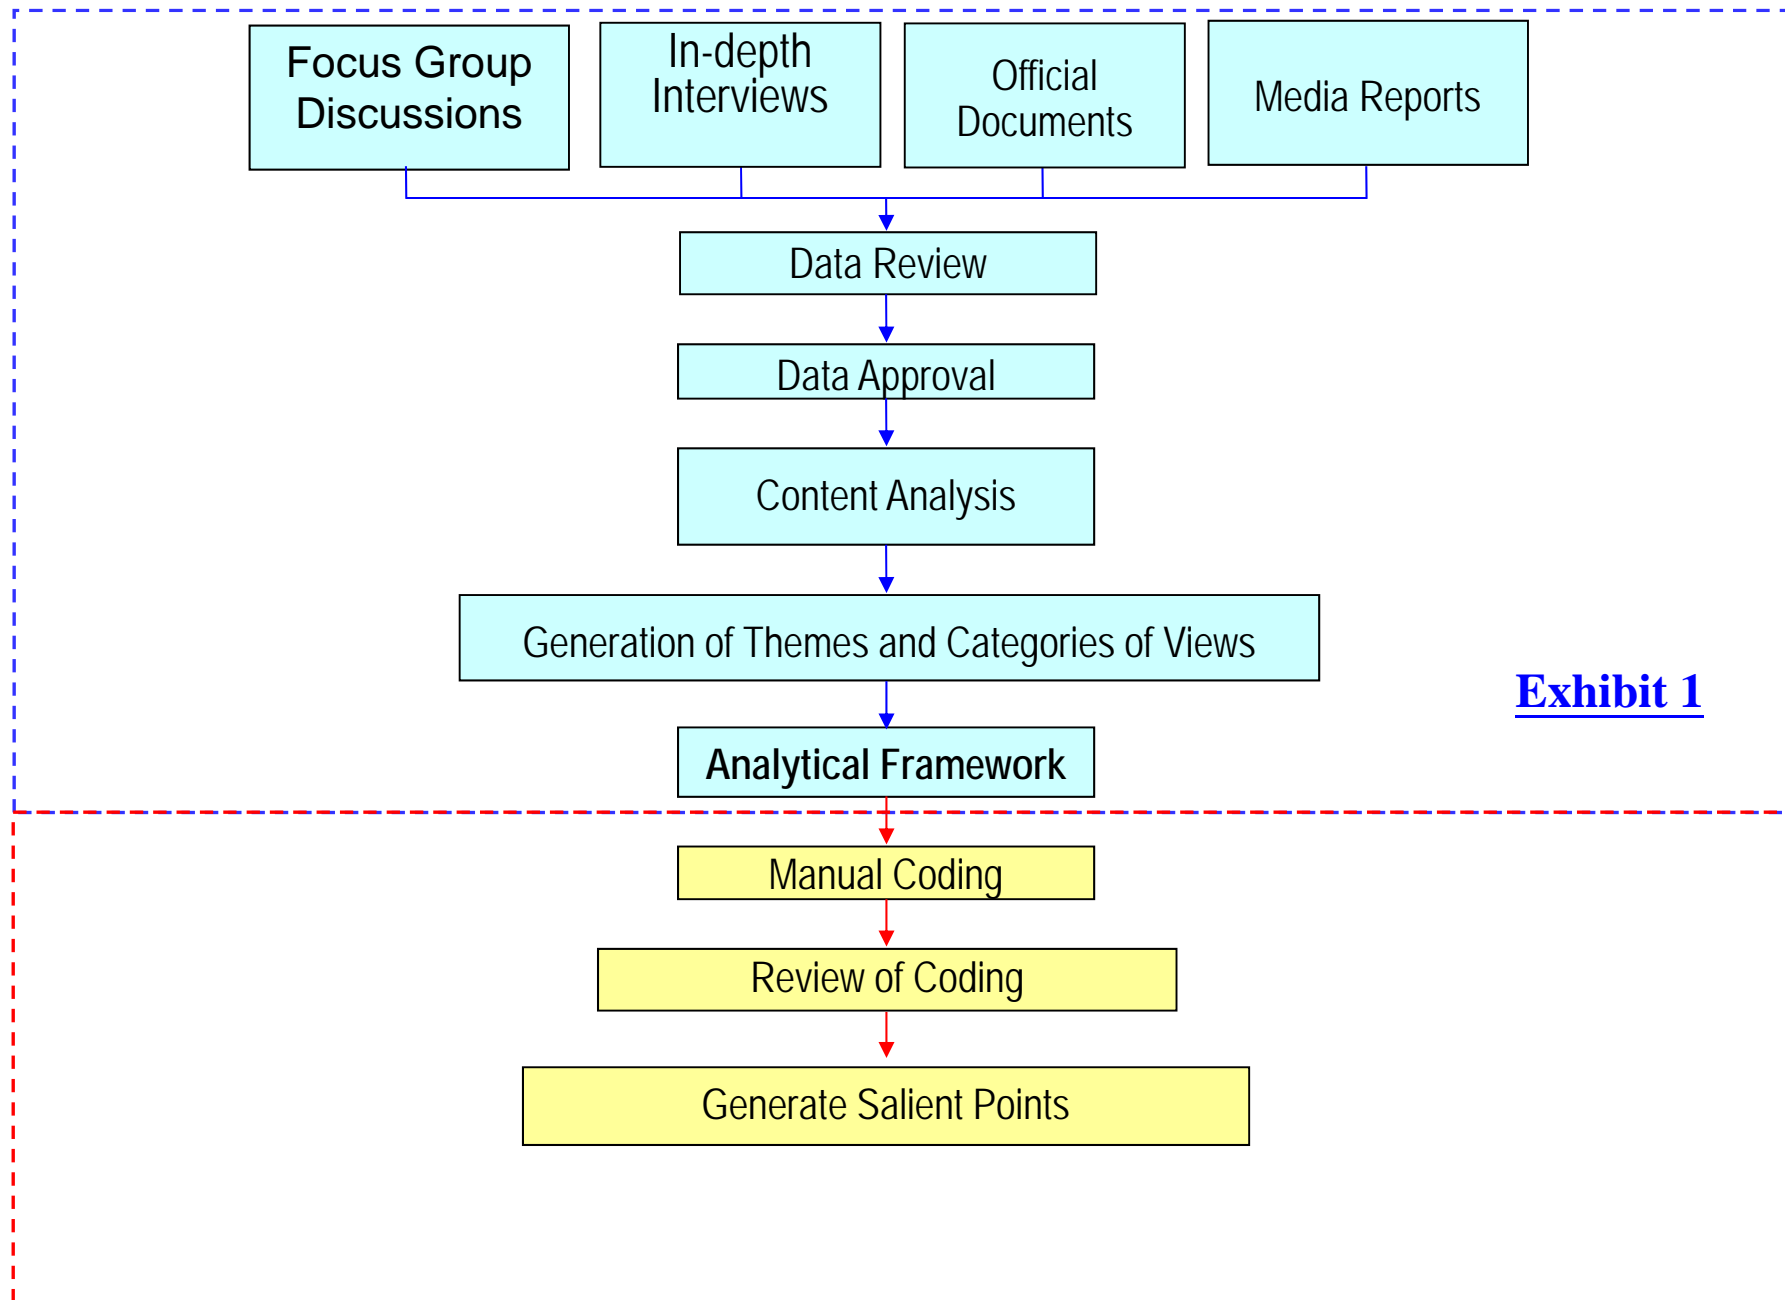 Focus Group
Discussions
In-depth
Interviews
Official
Documents
Media Reports
Data Review
Data Approval
Content Analysis
Generation of Themes and Categories of Views
Exhibit 1
Analytical Framework
Manual Coding
Review of Coding
Generate Salient Points